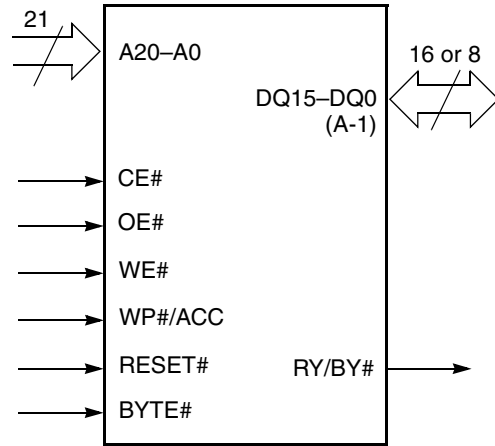 21
A20–A0
16 or 8
DQ15–DQ0
(A-1)
CE#
OE#
WE#
WP#/ACC
RESET#
RY/BY#
BYTE#